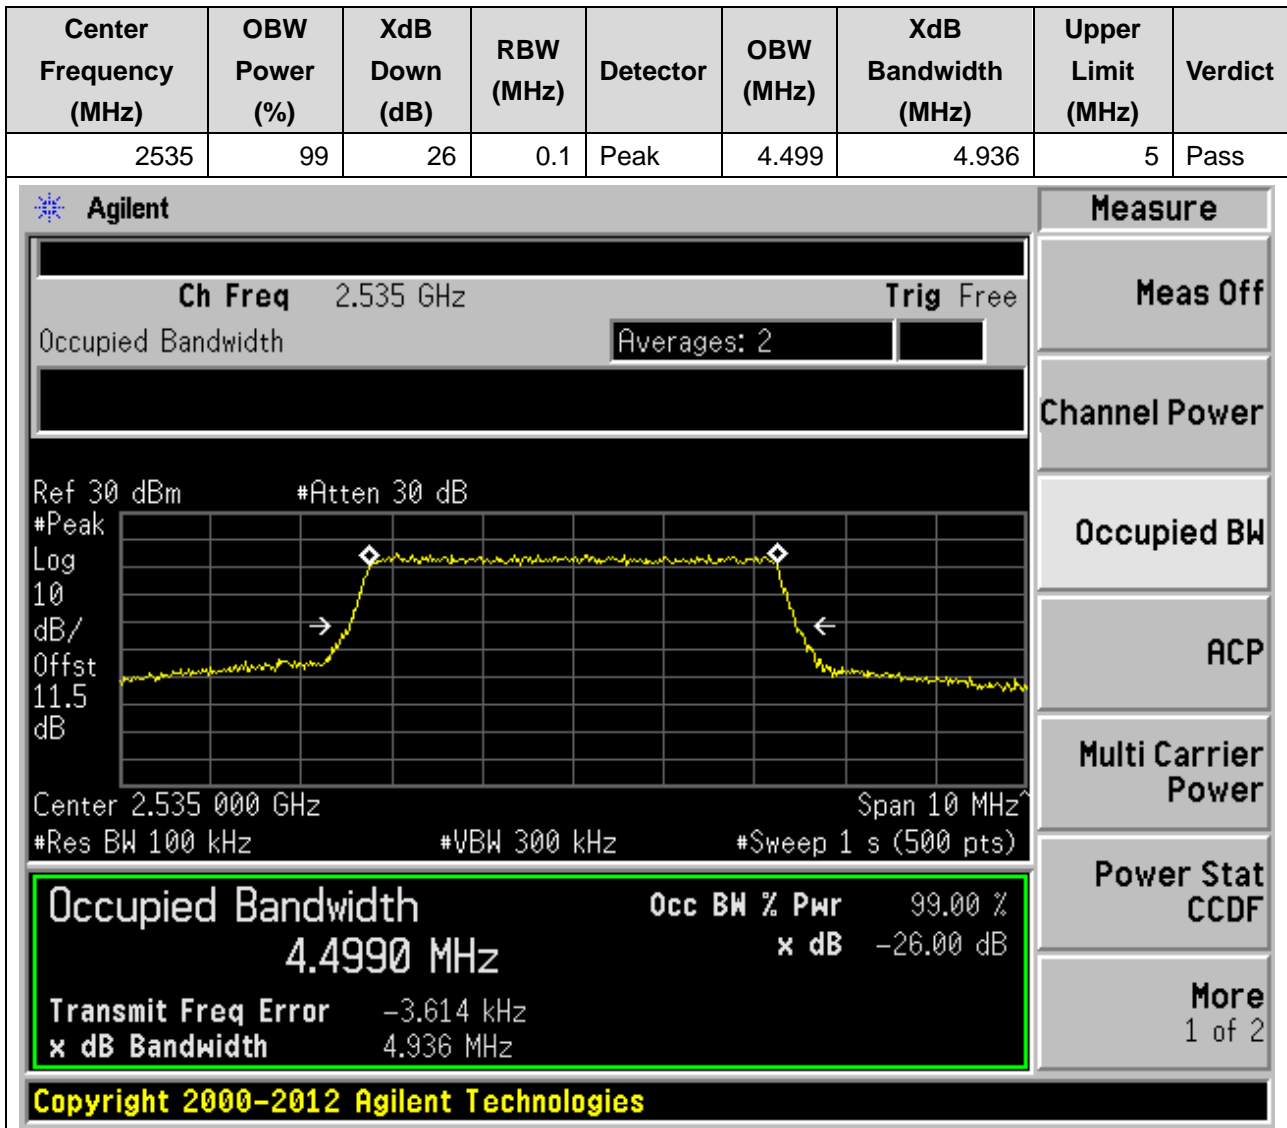 Center Frequency (MHz) OBW Power (%) XdB Down (dB) RBW (MHz) Detector OBW (MHz) XdB Bandwidth (MHz) Upper Limit (MHz) Verdict
2535 99 26 0.1 Peak 4.499 4.936 5 Pass
Agilent
Measure
Ch Freq 2.535 GHz Trig Free
Occupied Bandwidth Averages: 2
Meas Off
Channel Power
Occupied BW
ACP
Multi Carrier
Power
Power Stat
CCDF
More
1 of 2
Ref 30 dBm #Atten 30 dB
#Peak
Log
10
dB/
Offst
11.5
dB
Center 2.535 000 GHz Span 10 MHz^
#Res BW 100 kHz #VBW 300 kHz #Sweep 1 s (500 pts)
Occupied Bandwidth Occ BW % Pwr 99.00 %
4.4990 MHz x dB -26.00 dB
Transmit Freq Error -3.614 kHz
x dB Bandwidth 4.936 MHz
Copyright 2000-2012 Agilent Technologies